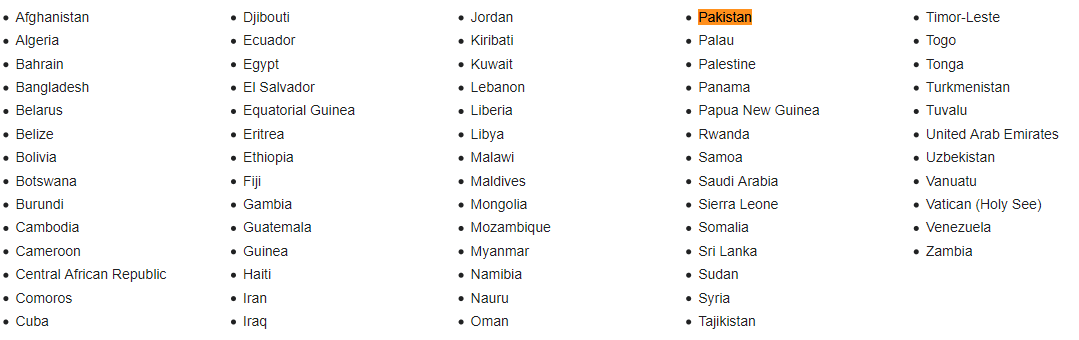 Afghanistan
Algeria
Bahrain
Bangladesh
Belarus
Belize
Bolivia
Botswana
Burundi
Cambodia
Cameroon
Central African Republic
Comoros
Cuba
Djibouti
Ecuador
Egypt
El Salvador
Equatorial Guinea
Eritrea
Ethiopia
Fiji
Gambia
Guatemala
Guinea
Haiti
Iran
Iraq
Jordan
Kiribati
Kuwait
Lebanon
Liberia
Libya
Malawi
Maldives
Mongolia
Mozambique
Myanmar
Namibia
Nauru
Oman
Pakistan
Palau
Palestine
Panama
Papua New Guinea
Rwanda
Samoa
Saudi Arabia
Sierra Leone
Somalia
Sri Lanka
Sudan
Syria
Tajikistan
Timor-Leste
Togo
Tonga
Turkmenistan
Tuvalu
United Arab Emirates
Uzbekistan
Vanuatu
Vatican (Holy See)
Venezuela
Zambia